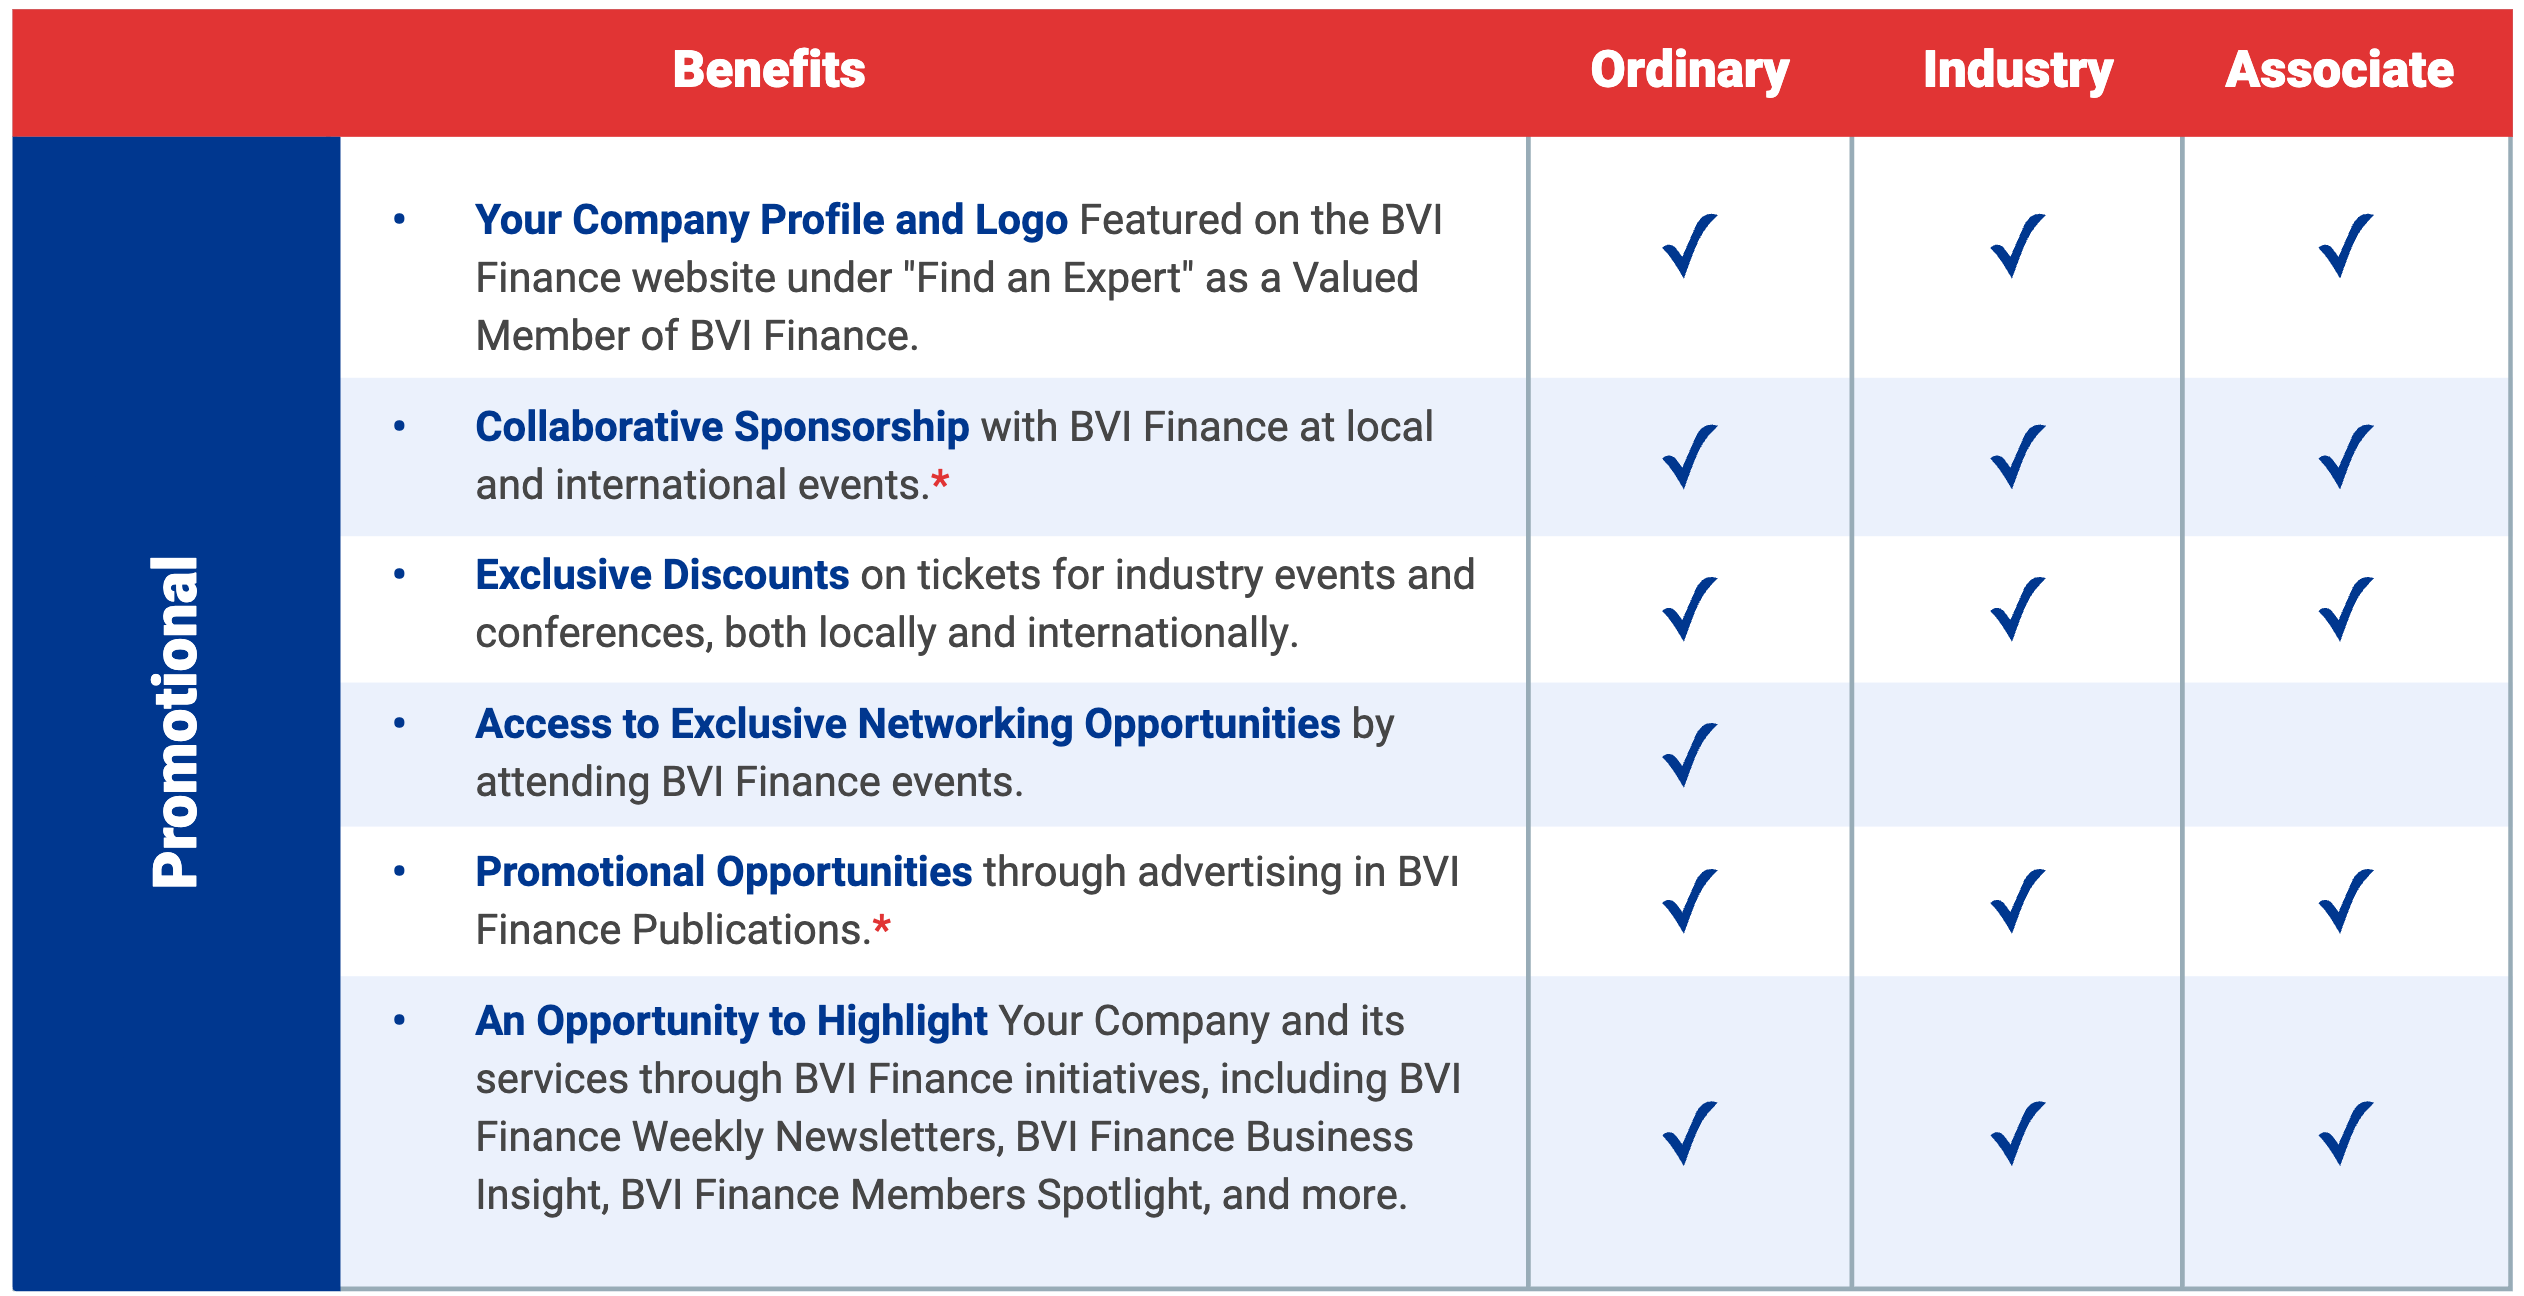 Benefits Ordinary Industry Associate
Promotional
• Your Company Profile and Logo Featured on the BVI
Finance website under "Find an Expert" as a Valued
Member of BVI Finance.
✓ ✓ ✓
• Collaborative Sponsorship with BVI Finance at local
and international events.*
✓ ✓ ✓
• Exclusive Discounts on tickets for industry events and
conferences, both locally and internationally.
✓ ✓ ✓
• Access to Exclusive Networking Opportunities by
attending BVI Finance events.
✓
• Promotional Opportunities through advertising in BVI
Finance Publications.*
✓ ✓ ✓
• An Opportunity to Highlight Your Company and its
services through BVI Finance initiatives, including BVI
Finance Weekly Newsletters, BVI Finance Business
Insight, BVI Finance Members Spotlight, and more.
✓ ✓ ✓